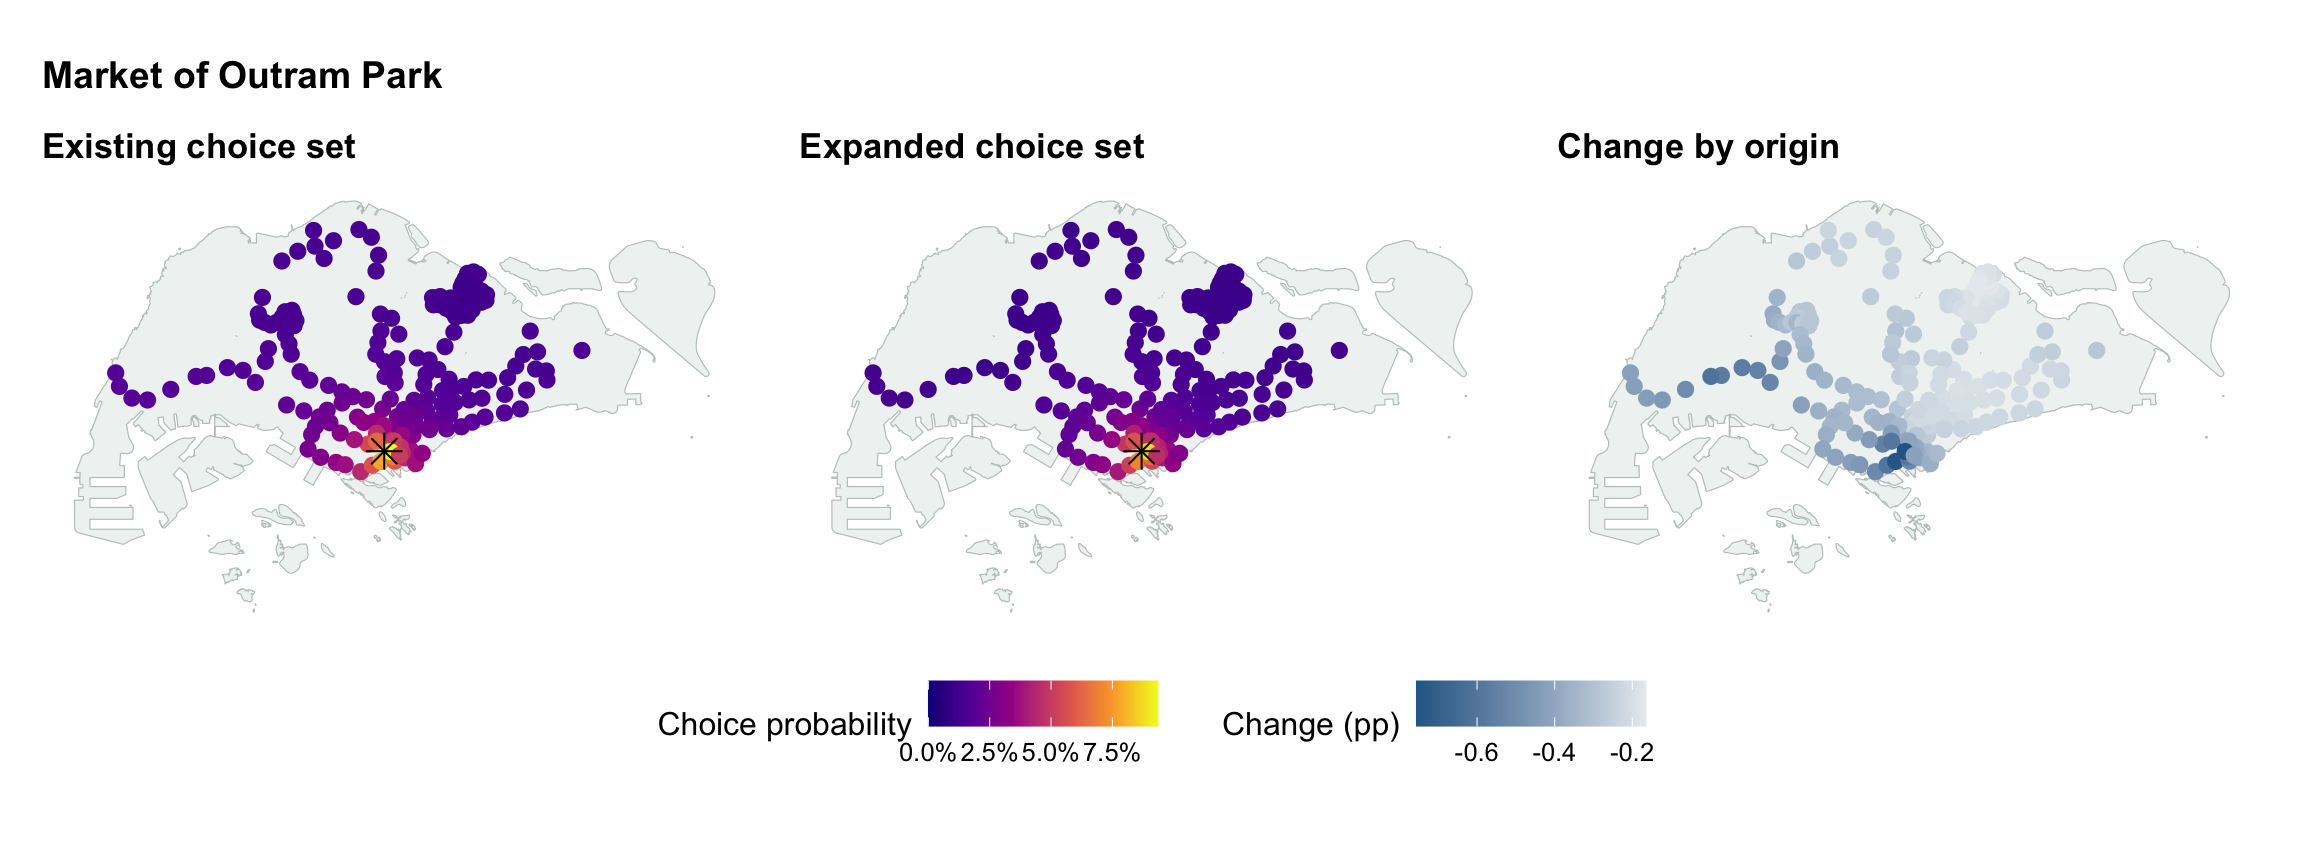 Market of Outram Park
Existing choice set
Expanded choice set
Change by origin
Choice probability
0.0% 2.5% 5.0% 7.5%
Change (pp)
-0.6 -0.4 -0.2